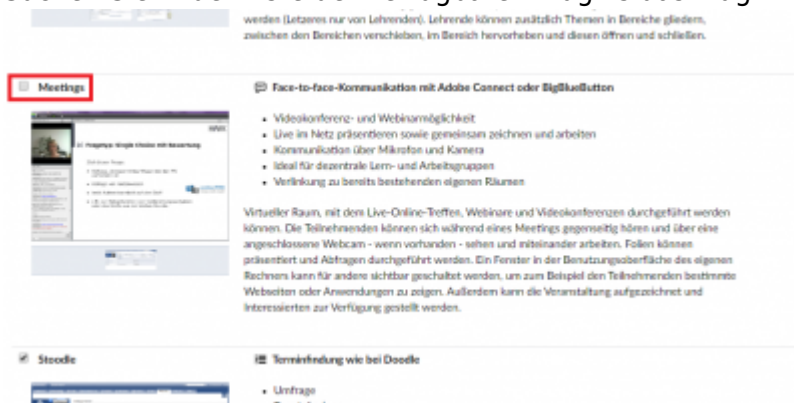 werden (Letzeres nur von Lehrenden). Lehrende können zusätzlich Themen in Bereiche gliedern,
zwischen den Bereichen verschieben, im Bereich hervorheben und diesen öffnen und schließen.
Meetings
Face-to-face-Kommunikation mit Adobe Connect oder BigBlueButton
Videokonferenz- und Webinarmöglichkeit
Live im Netz präsentieren sowie gemeinsam zeichnen und arbeiten
Kommunikation über Mikrofon und Kamera
Ideal für dezentrale Lern- und Arbeitsgruppen
Verlinkung zu bereits bestehenden eigenen Räumen
Virtueller Raum, mit dem Live-Online-Treffen, Webinare und Videokonferenzen durchgeführt werden
können. Die Teilnehmenden können sich während eines Meetings gegenseitig hören und über eine
angeschlossene Webcam - wenn vorhanden - sehen und miteinander arbeiten. Folien können
präsentiert und Abfragen durchgeführt werden. Ein Fenster in der Benutzungsoberfläche des eigenen
Rechners kann für andere sichtbar geschaltet werden, um zum Beispiel den Teilnehmenden bestimmte
Webseiten oder Anwendungen zu zeigen. Außerdem kann die Veranstaltung aufgezeichnet und
Interessierten zur Verfügung gestellt werden.
Stoodle
Terminfindung wie bei Doodle
Umfrage